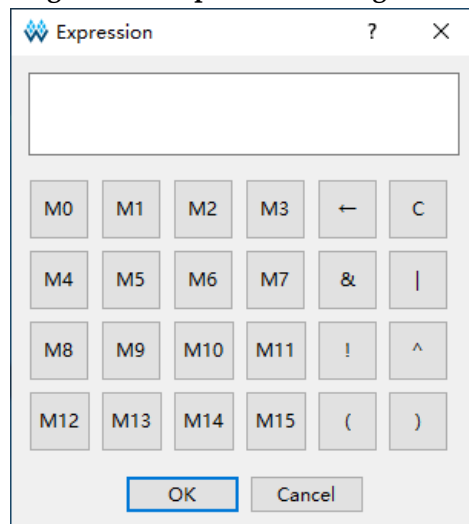 Expression ? ×
M0 M1 M2 M3 ← C
M4 M5 M6 M7 & |
M8 M9 M10 M11 ! ^
M12 M13 M14 M15 ( )
OK Cancel